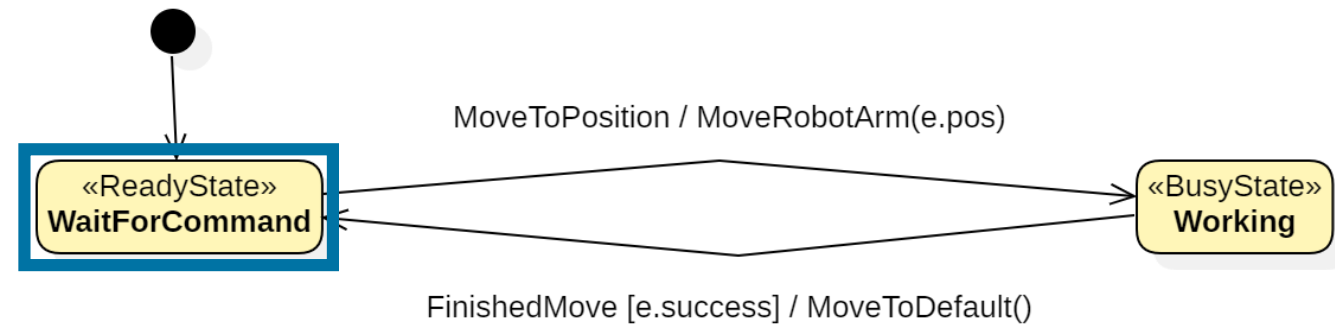 MoveToPosition / MoveRobotArm(e.pos)
«ReadyState»
WaitForCommand
«BusyState»
Working
FinishedMove [e.success] / MoveToDefault()